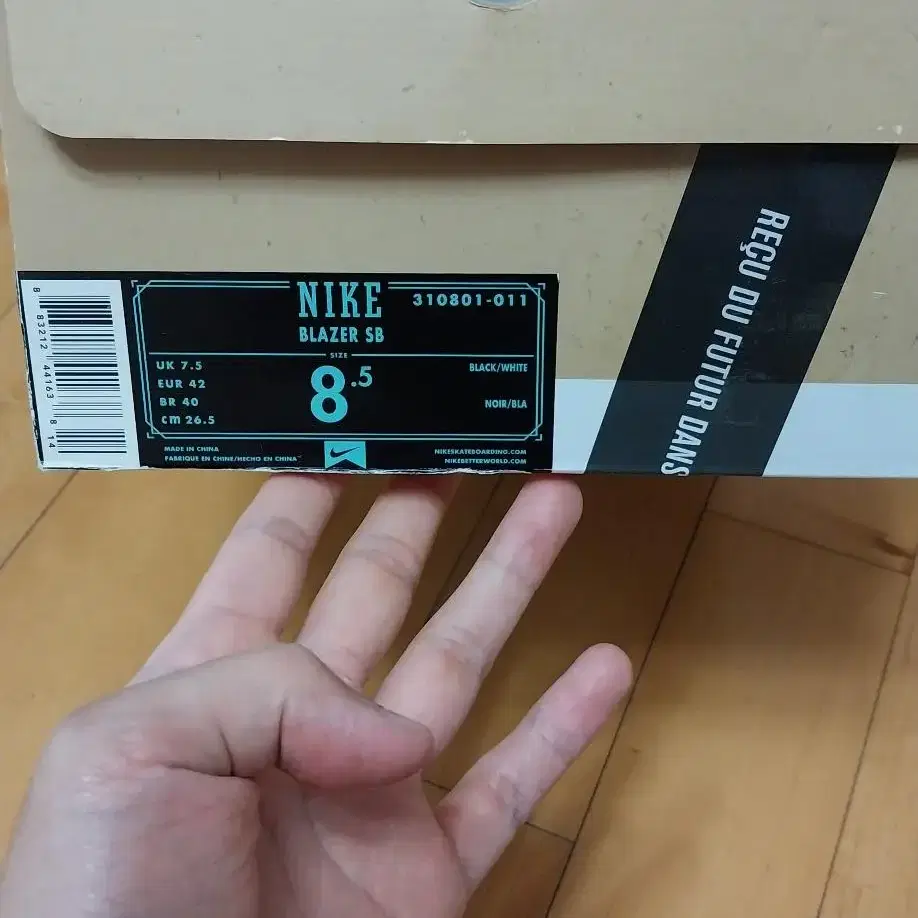 NIKE
310801-011
BLAZER SB
SIZE
8.5
UK 7.5
EUR 42
BR 40
cm 26.5
BLACK/WHITE
NOIR/BLA
MADE IN CHINA
FABRIQUE EN CHINE/HECHO EN CHINA
NIKESKATEBOARDING.COM
NIKEBETTERWORLD.COM
8 83212 44163 8 14
REÇU DU FUTUR DANS